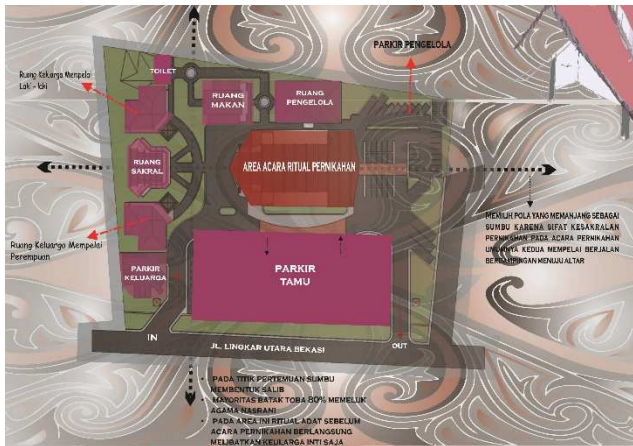 PARKIR PENGELOLA
TOILET
Ruang Keluarga Mempelai
Laki - laki
RUANG
MAKAN
RUANG
PENGELOLA
RUANG
SAKRAL
AREA ACARA RITUAL PERNIKAHAN
MEMILIH POLA YANG MEMANJANG SEBAGAI
SUMBU KARENA SIFAT KESAKRALAN
PERNIKAHAN PADA ACARA PERNIKAHAN
UMUMNYA KEDUA MEMPELAI BERJALAN
BERDAMPINGAN MENUJU ALTAR
Ruang Keluarga Mempelai
Perempuan
PARKIR
KELUARGA
PARKIR
TAMU
IN
JL. LINGKAR UTARA BEKASI
OUT
• PADA TITIK PERTEMUAN SUMBU
MEMBENTUK SALIB
• MAYORITAS BATAK TOBA 80% MEMELUK
AGAMA NASRANI
• PADA AREA INI RITUAL ADAT SEBELUM
ACARA PERNIKAHAN BERLANGSUNG
MELIBATKAN KEULARGA INTI SAJA